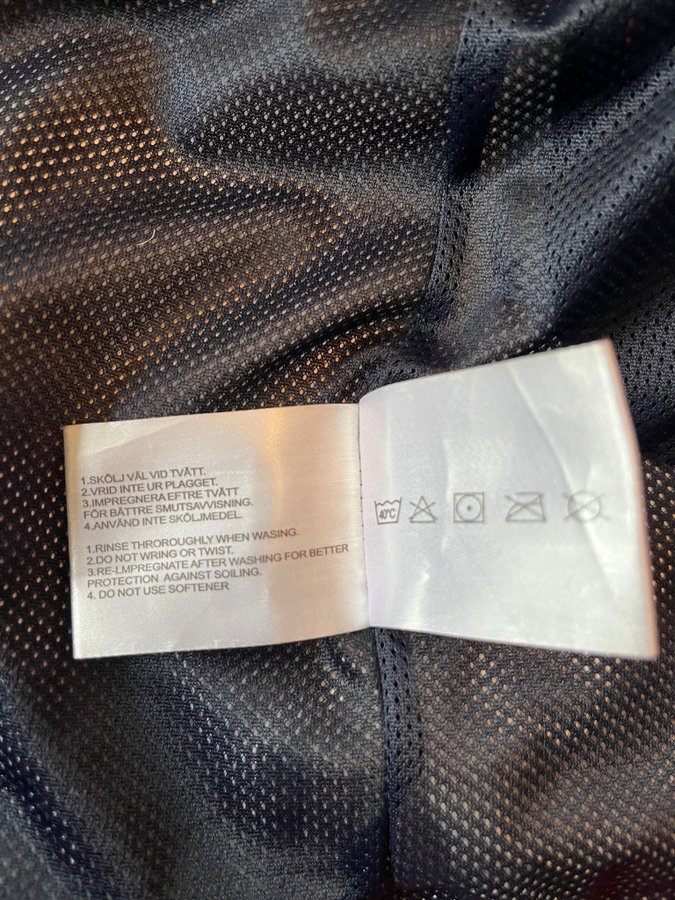 1.SKÖLJ VÄL VID TVÄTT.
2.VRID INTE UR PLAGGET.
3.IMPREGNERA EFTRE TVÄTT
FÖR BÄTTRE SMUTSAVVISNING.
4.ANVÄND INTE SKÖLJMEDEL.
1.RINSE THROROUGHLY WHEN WASING.
2.DO NOT WRING OR TWIST.
3.RE-LMPREGNATE AFTER WASHING FOR BETTER
PROTECTION AGAINST SOILING.
4. DO NOT USE SOFTENER
40°C